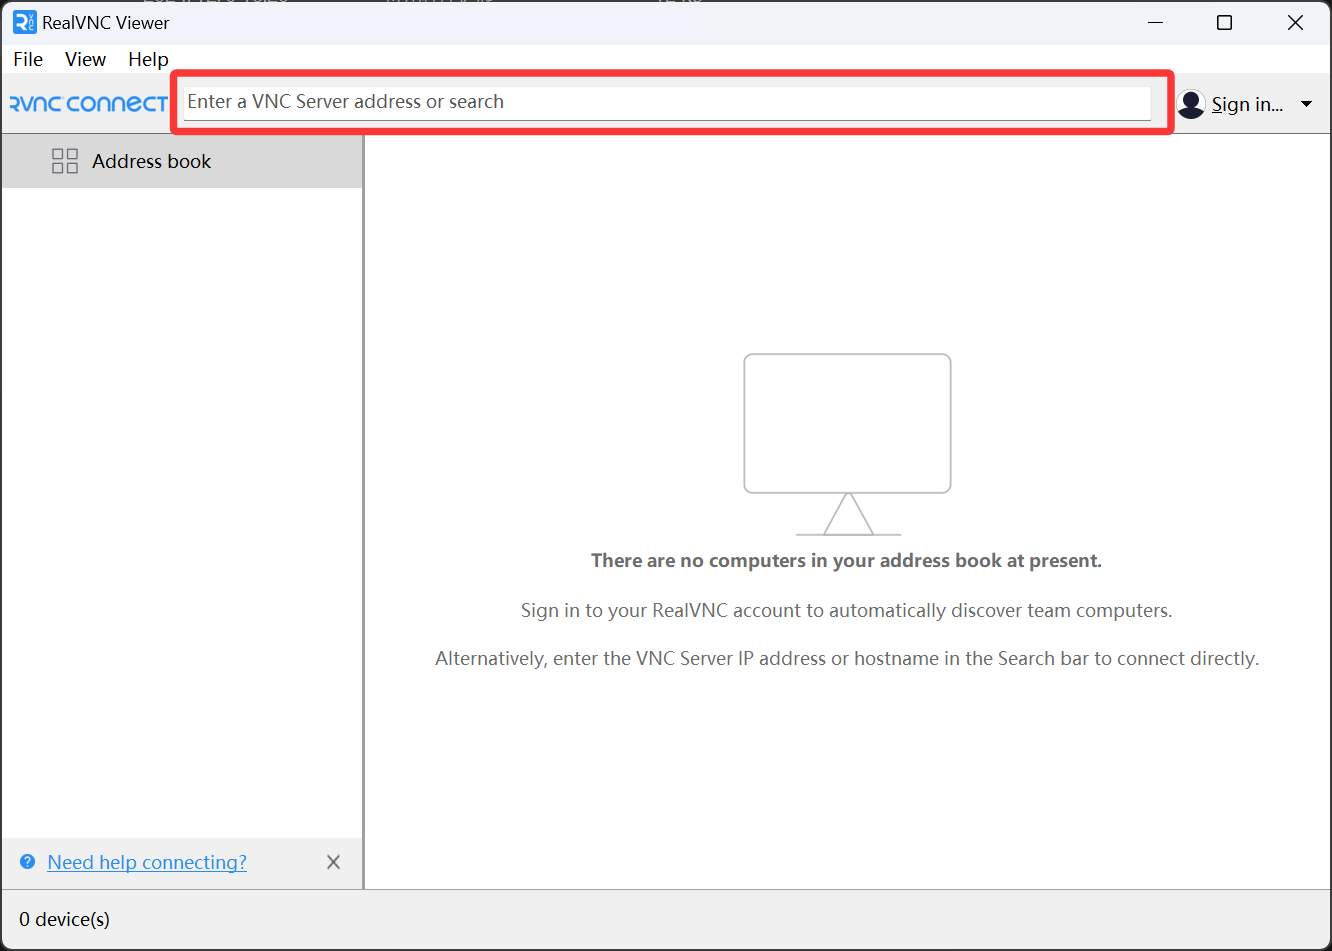 RealVNC Viewer
File View Help
RVNC CONNECT
Enter a VNC Server address or search
Sign in...
Address book
There are no computers in your address book at present.
Sign in to your RealVNC account to automatically discover team computers.
Alternatively, enter the VNC Server IP address or hostname in the Search bar to connect directly.
? Need help connecting?
0 device(s)